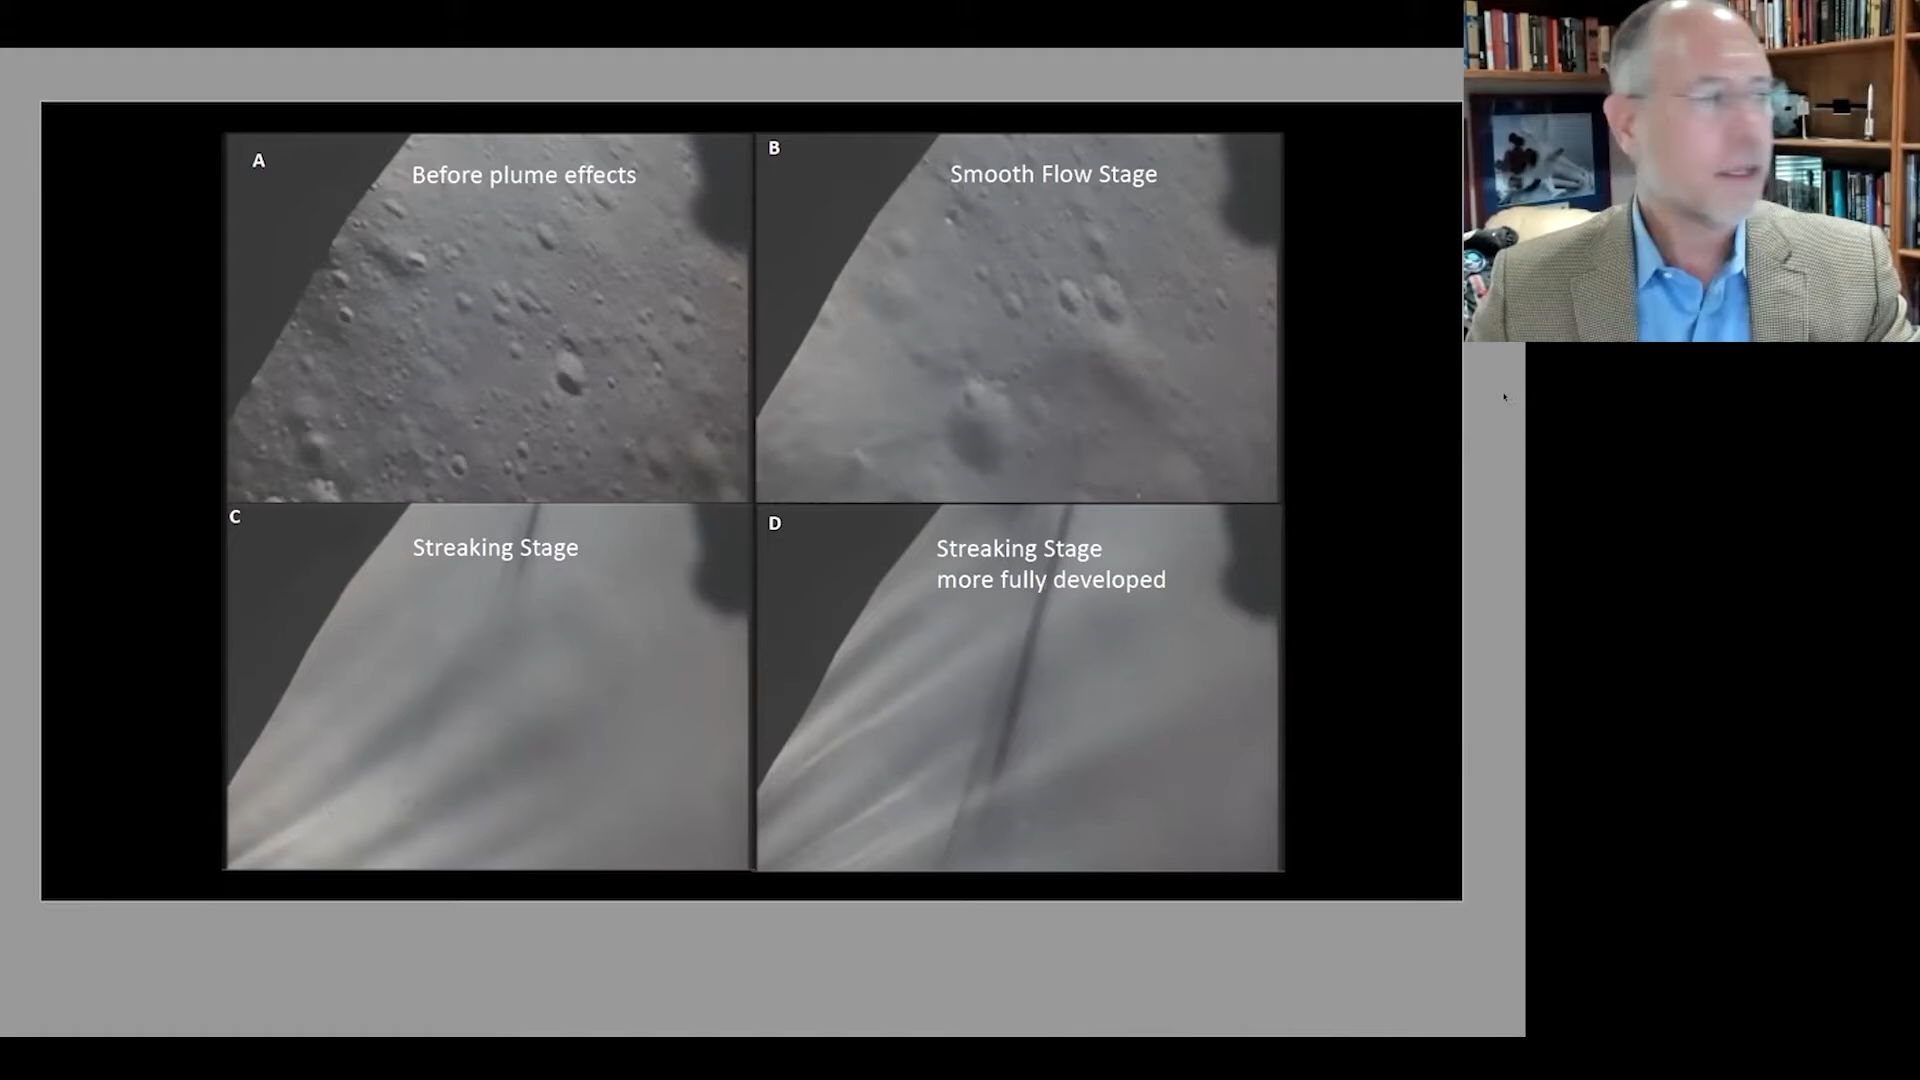 A
Before plume effects
B
Smooth Flow Stage
C
Streaking Stage
D
Streaking Stage
more fully developed